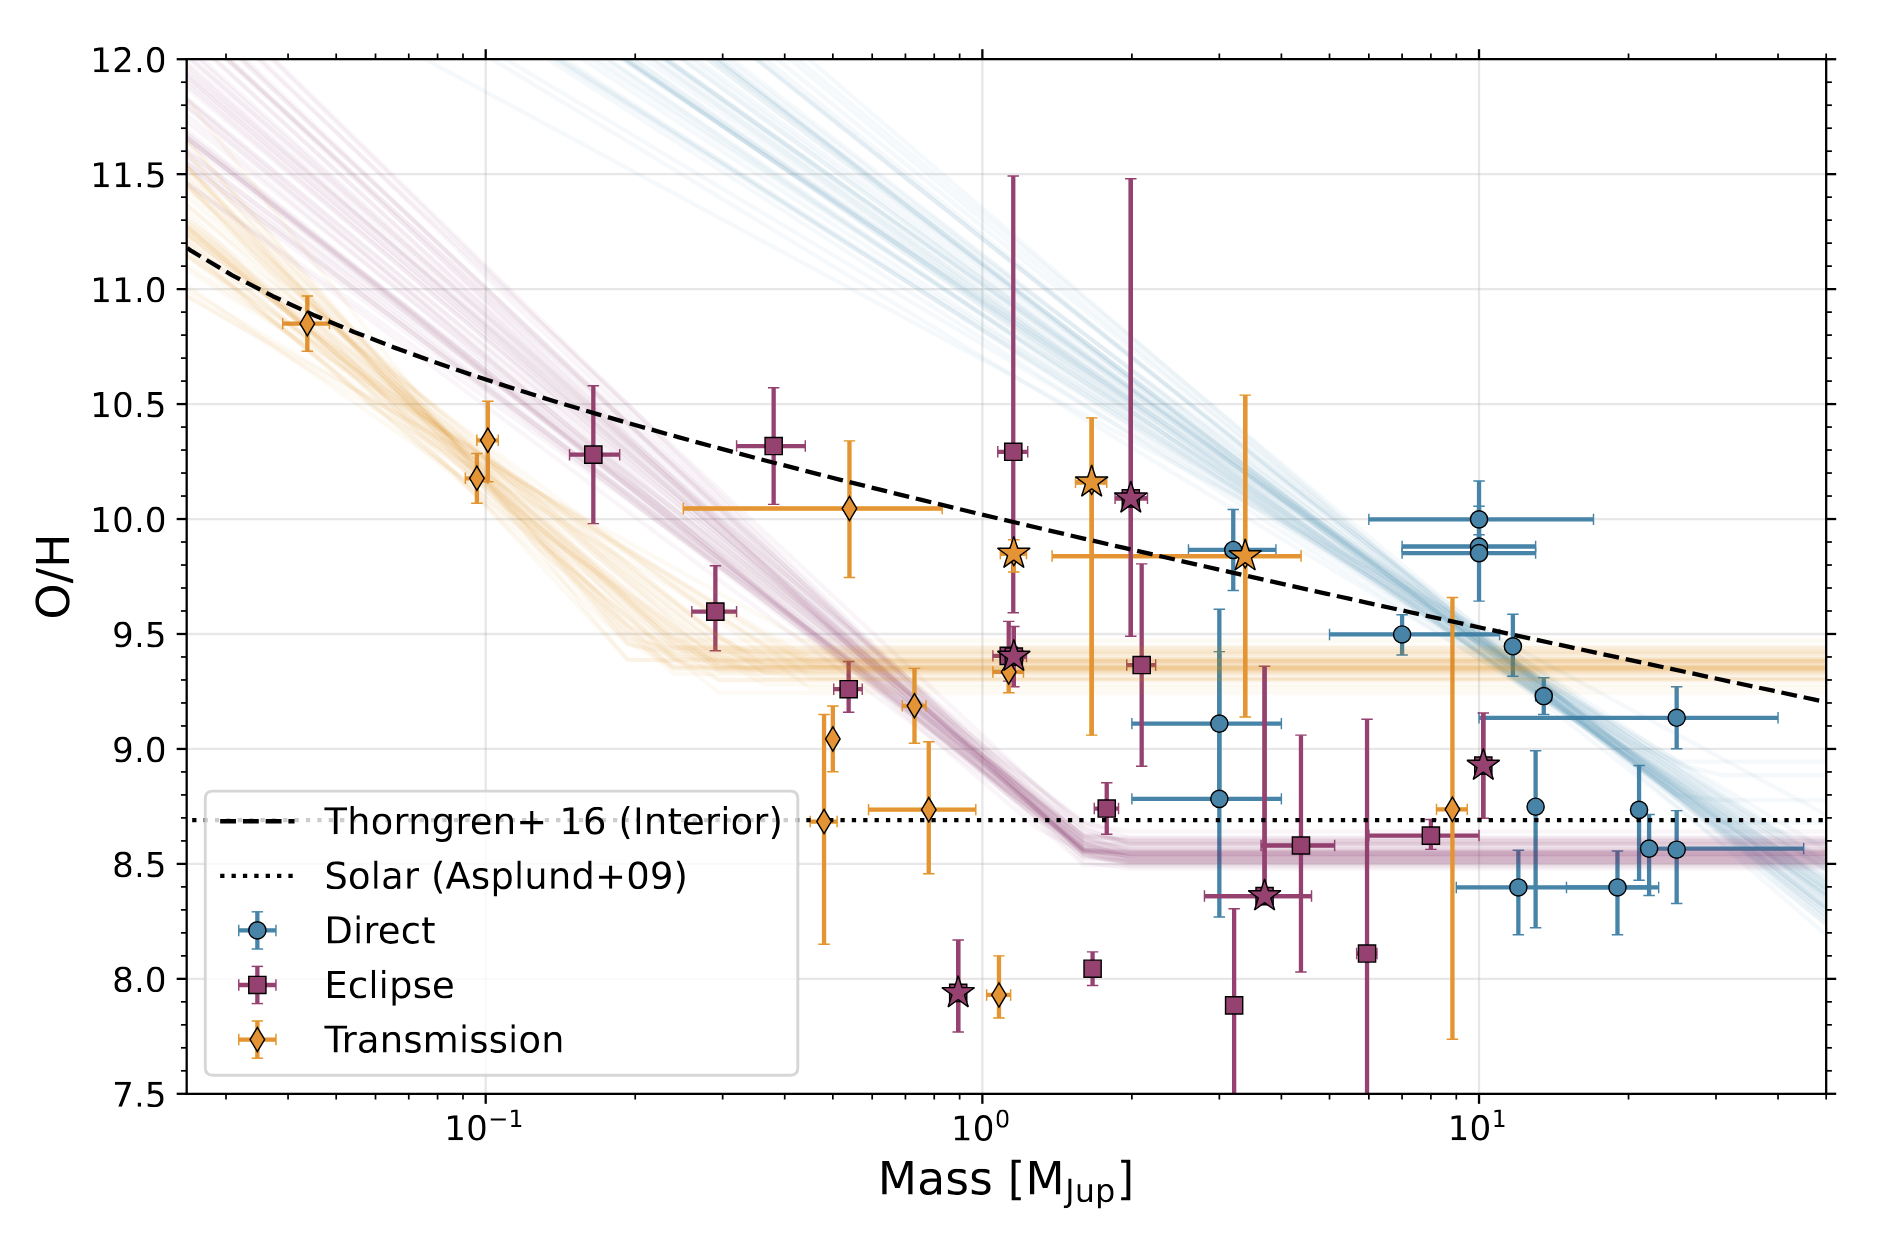 12.0
11.5
11.0
10.5
10.0
9.5
9.0
8.5
8.0
7.5
O/H
Thorngren+ 16 (Interior)
Solar (Asplund+09)
Direct
Eclipse
Transmission
10⁻¹
10⁰
10¹
Mass [M_Jup]